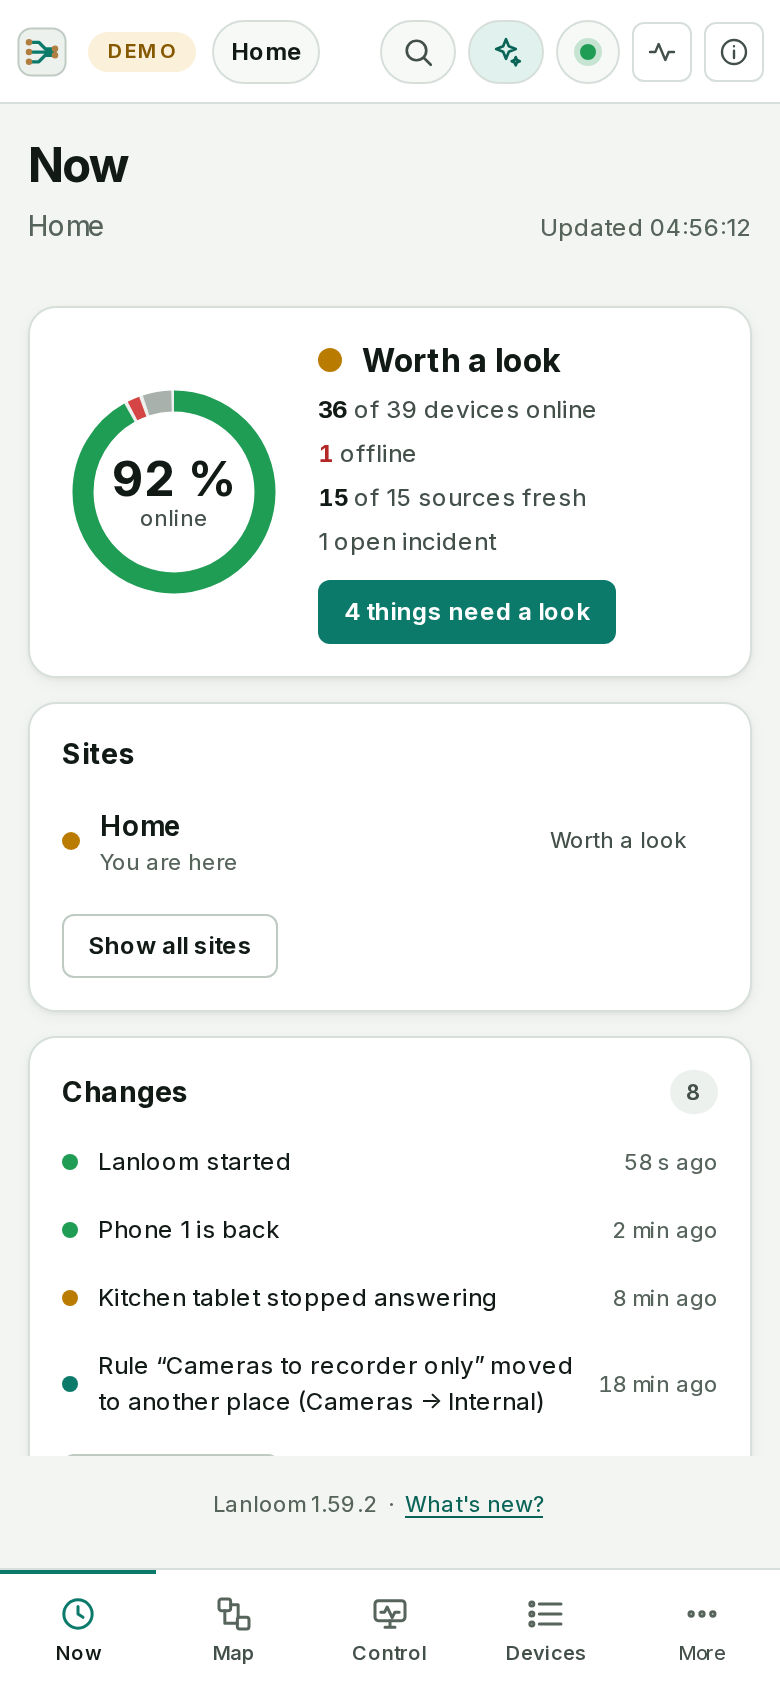 DEMO
Home
Now
Home
Updated 04:56:12
92 %
online
Worth a look
36 of 39 devices online
1 offline
15 of 15 sources fresh
1 open incident
4 things need a look
Sites
Home
You are here
Worth a look
Show all sites
Changes
8
Lanloom started
58 s ago
Phone 1 is back
2 min ago
Kitchen tablet stopped answering
8 min ago
Rule “Cameras to recorder only” moved
to another place (Cameras → Internal)
18 min ago
Lanloom 1.59.2 · What's new?
Now
Map
Control
Devices
More